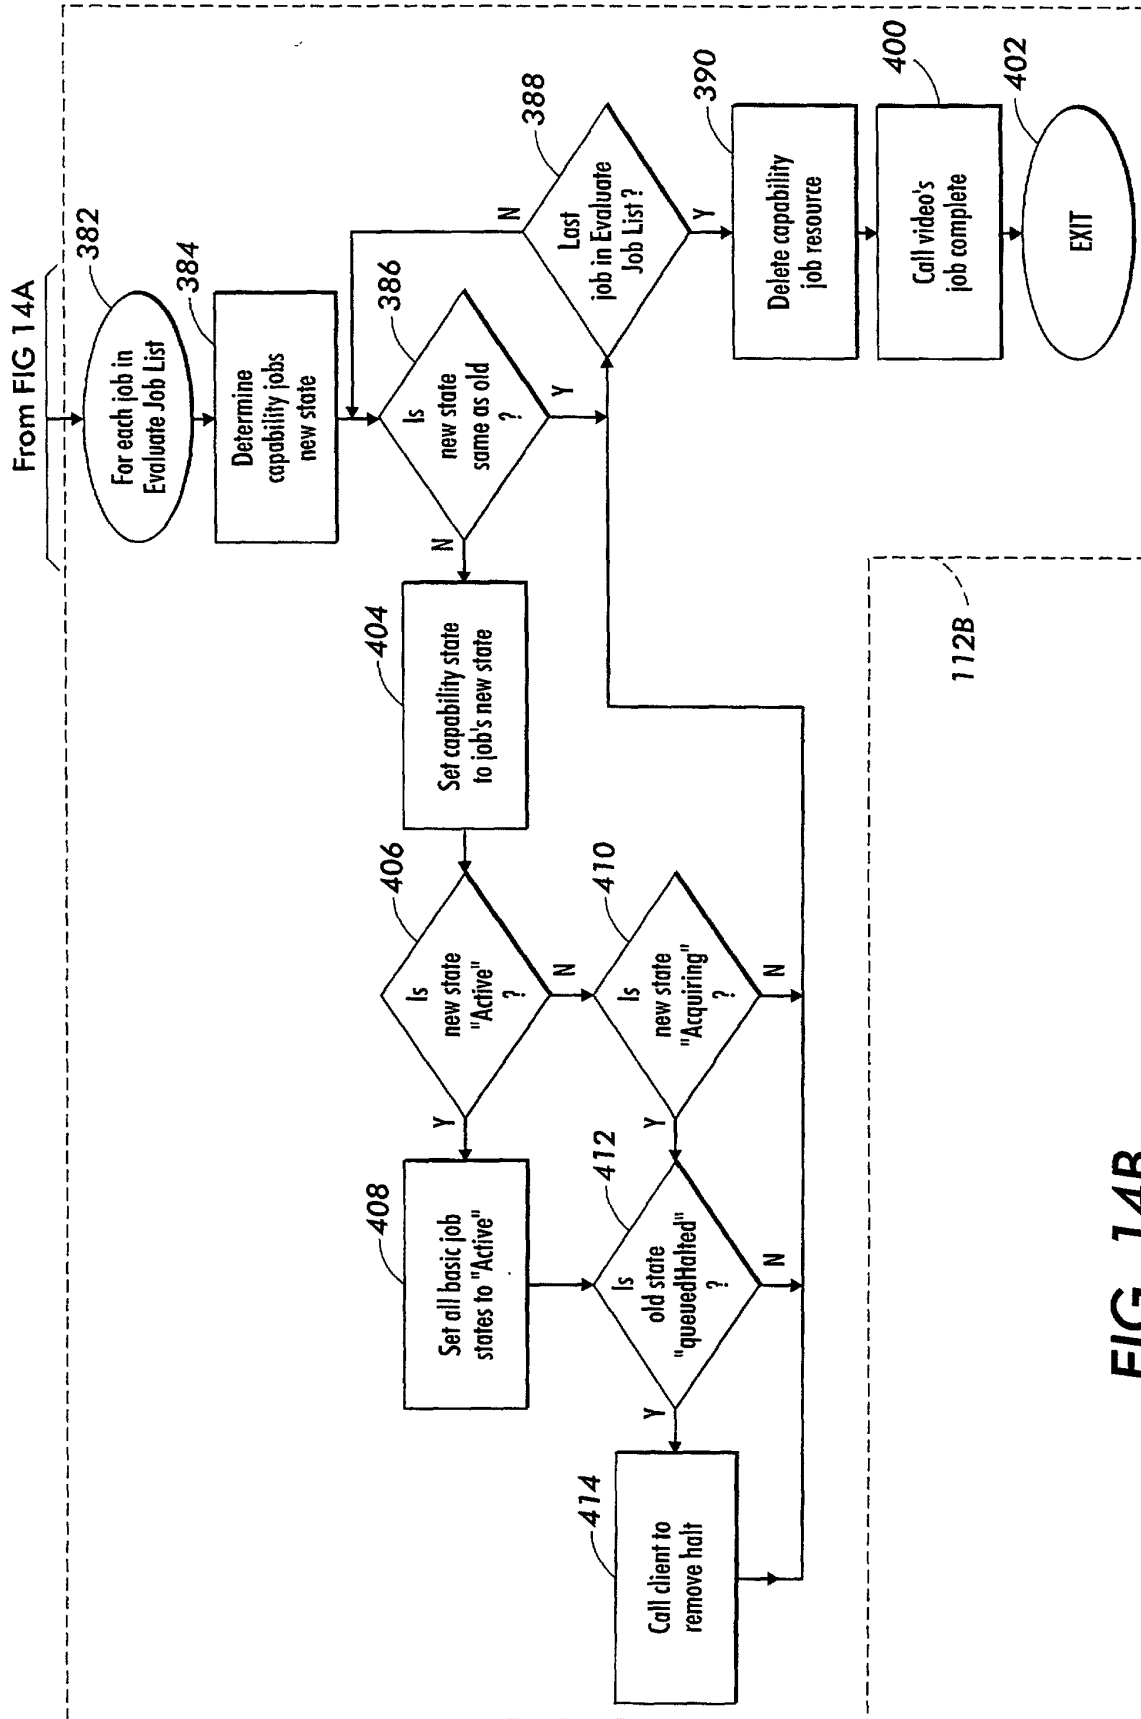 From FIG 14A
382
For each job in
Evaluate Job List
384
Determine
capability jobs
new state
386
Is
new state
same as old
?
N
Y
388
Last
job in Evaluate
Job List ?
N
Y
390
Delete capability
job resource
400
Call video's
job complete
402
EXIT
404
Set capability state
to job's new state
406
Is
new state
"Active"
?
Y
N
408
Set all basic job
states to "Active"
410
Is
new state
"Acquiring"
?
Y
N
412
Is
old state
"queuedHalted"
?
Y
N
414
Call client to
remove halt
112B
FIG. 14B